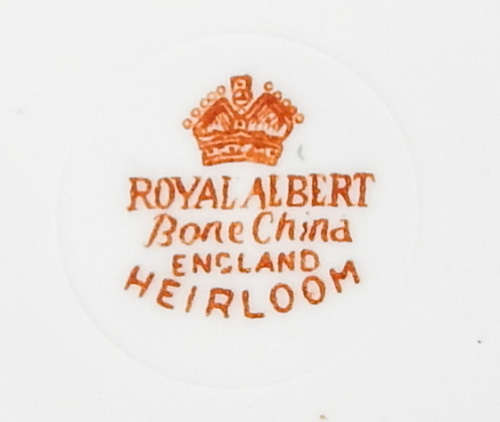 ROYAL ALBERT
Bone China
ENGLAND
HEIRLOOM